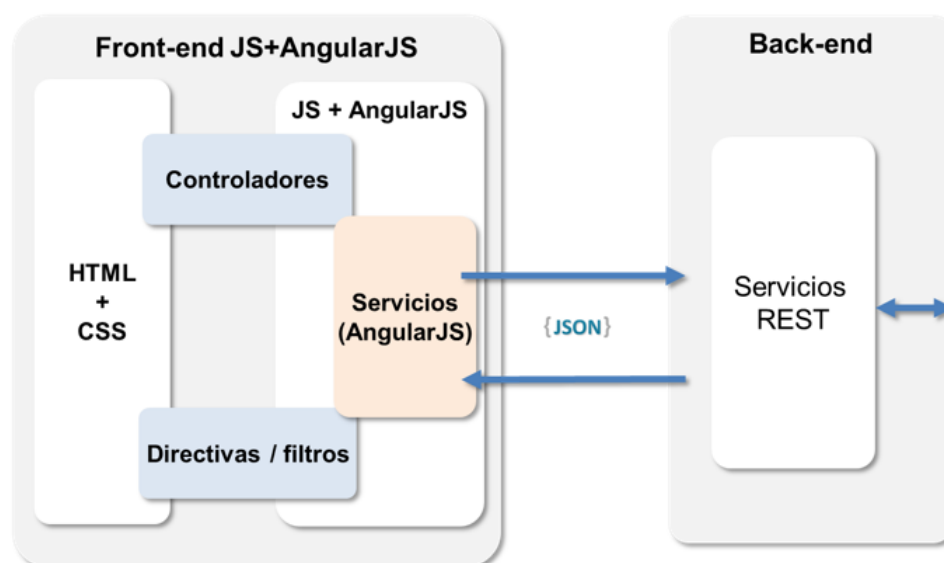 Front-end JS+AngularJS
JS + AngularJS
Controladores
HTML
+
CSS
Servicios
(AngularJS)
Directivas / filtros
{JSON}
Back-end
Servicios
REST